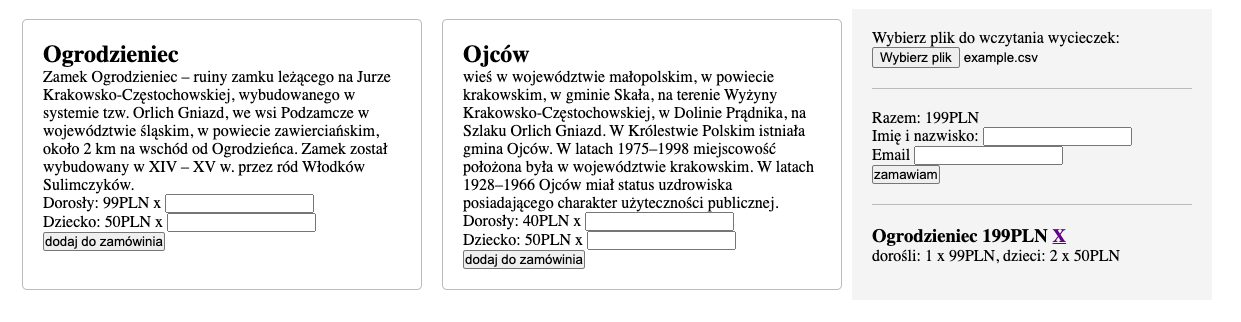 Ogrodzieniec
Zamek Ogrodzieniec – ruiny zamku leżącego na Jurze
Krakowsko-Częstochowskiej, wybudowanego w
systemie tzw. Orlich Gniazd, we wsi Podzamcze w
województwie śląskim, w powiecie zawierciańskim,
około 2 km na wschód od Ogrodzieńca. Zamek został
wybudowany w XIV – XV w. przez ród Włodków
Sulimczyków.
Dorosły: 99PLN x
Dziecko: 50PLN x
dodaj do zamówinia
Ojców
wieś w województwie małopolskim, w powiecie
krakowskim, w gminie Skała, na terenie Wyżyny
Krakowsko-Częstochowskiej, w Dolinie Prądnika, na
Szlaku Orlich Gniazd. W Królestwie Polskim istniała
gmina Ojców. W latach 1975–1998 miejscowość
położona była w województwie krakowskim. W latach
1928–1966 Ojców miał status uzdrowiska
posiadającego charakter użyteczności publicznej.
Dorosły: 40PLN x
Dziecko: 50PLN x
dodaj do zamówinia
Wybierz plik do wczytania wycieczek:
Wybierz plik example.csv
Razem: 199PLN
Imię i nazwisko:
Email
zamawiam
Ogrodzieniec 199PLN X
dorośli: 1 x 99PLN, dzieci: 2 x 50PLN